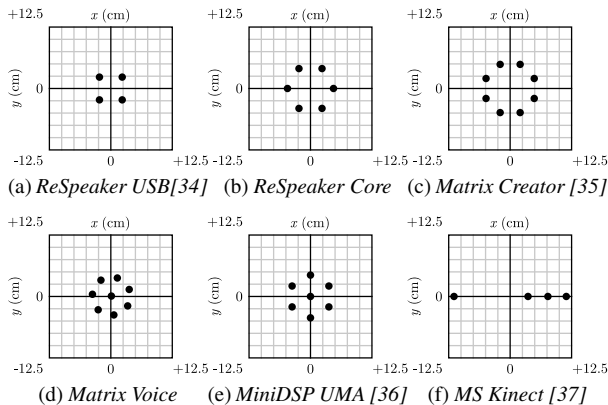 x (cm)
+12.5
y (cm)
0
-12.5
0
+12.5
(a) ReSpeaker USB[34]
x (cm)
+12.5
y (cm)
0
-12.5
0
+12.5
(b) ReSpeaker Core
x (cm)
+12.5
y (cm)
0
-12.5
0
+12.5
(c) Matrix Creator [35]
x (cm)
+12.5
y (cm)
0
-12.5
0
+12.5
(d) Matrix Voice
x (cm)
+12.5
y (cm)
0
-12.5
0
+12.5
(e) MiniDSP UMA [36]
x (cm)
+12.5
y (cm)
0
-12.5
0
+12.5
(f) MS Kinect [37]